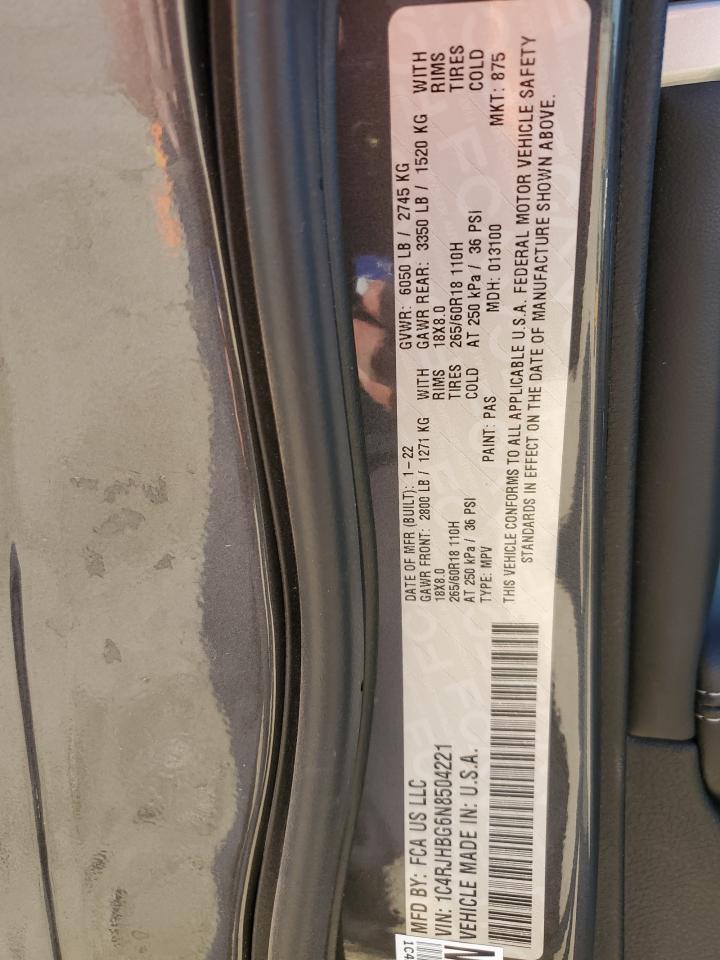 MFD BY: FCA US LLC
VIN: 1C4RJHBG6N8504221
VEHICLE MADE IN: U.S.A.
DATE OF MFR (BUILT): 1-22 GVWR: 6050 LB / 2745 KG
GAWR FRONT: 2800 LB / 1271 KG WITH GAWR REAR: 3350 LB / 1520 KG WITH
18X8.0 RIMS 18X8.0 RIMS
265/60R18 110H TIRES 265/60R18 110H TIRES
AT 250 kPa / 36 PSI COLD AT 250 kPa / 36 PSI COLD
TYPE: MPV PAINT: PAS MDH: 013100 MKT: 875
THIS VEHICLE CONFORMS TO ALL APPLICABLE U.S.A. FEDERAL MOTOR VEHICLE SAFETY
STANDARDS IN EFFECT ON THE DATE OF MANUFACTURE SHOWN ABOVE.